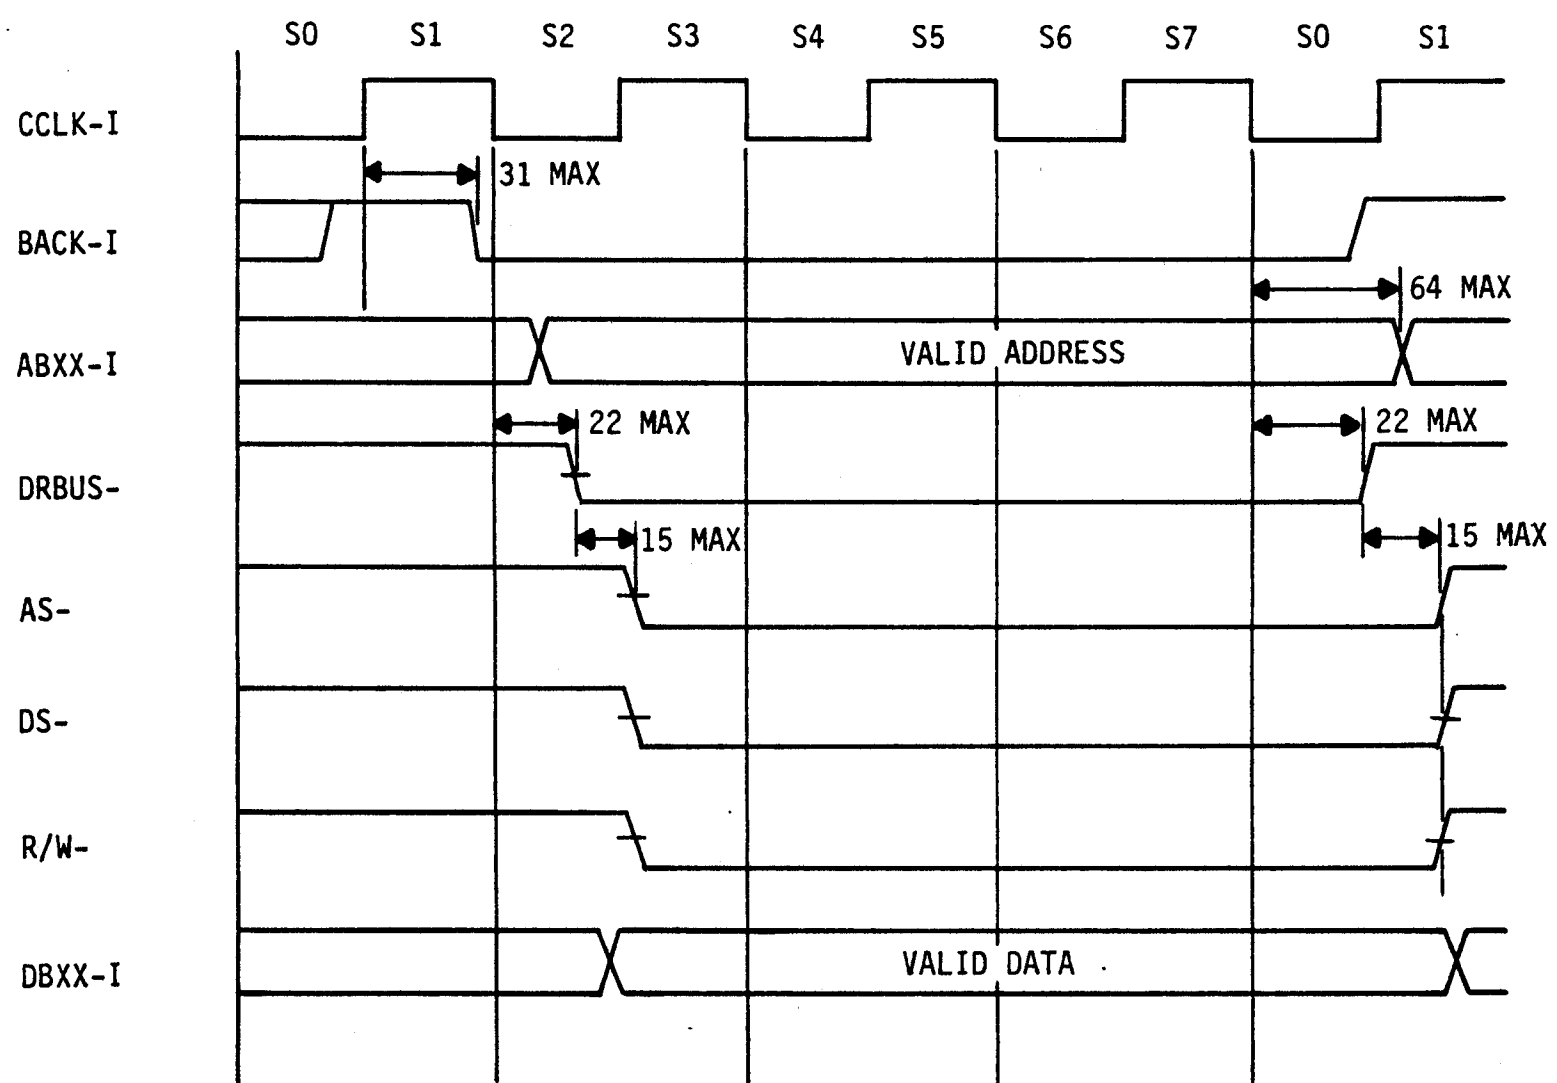 S0 S1 S2 S3 S4 S5 S6 S7 S0 S1
CCLK-I
31 MAX
BACK-I
64 MAX
ABXX-I
VALID ADDRESS
22 MAX
22 MAX
DRBUS-
15 MAX
15 MAX
AS-
DS-
R/W-
DBXX-I
VALID DATA